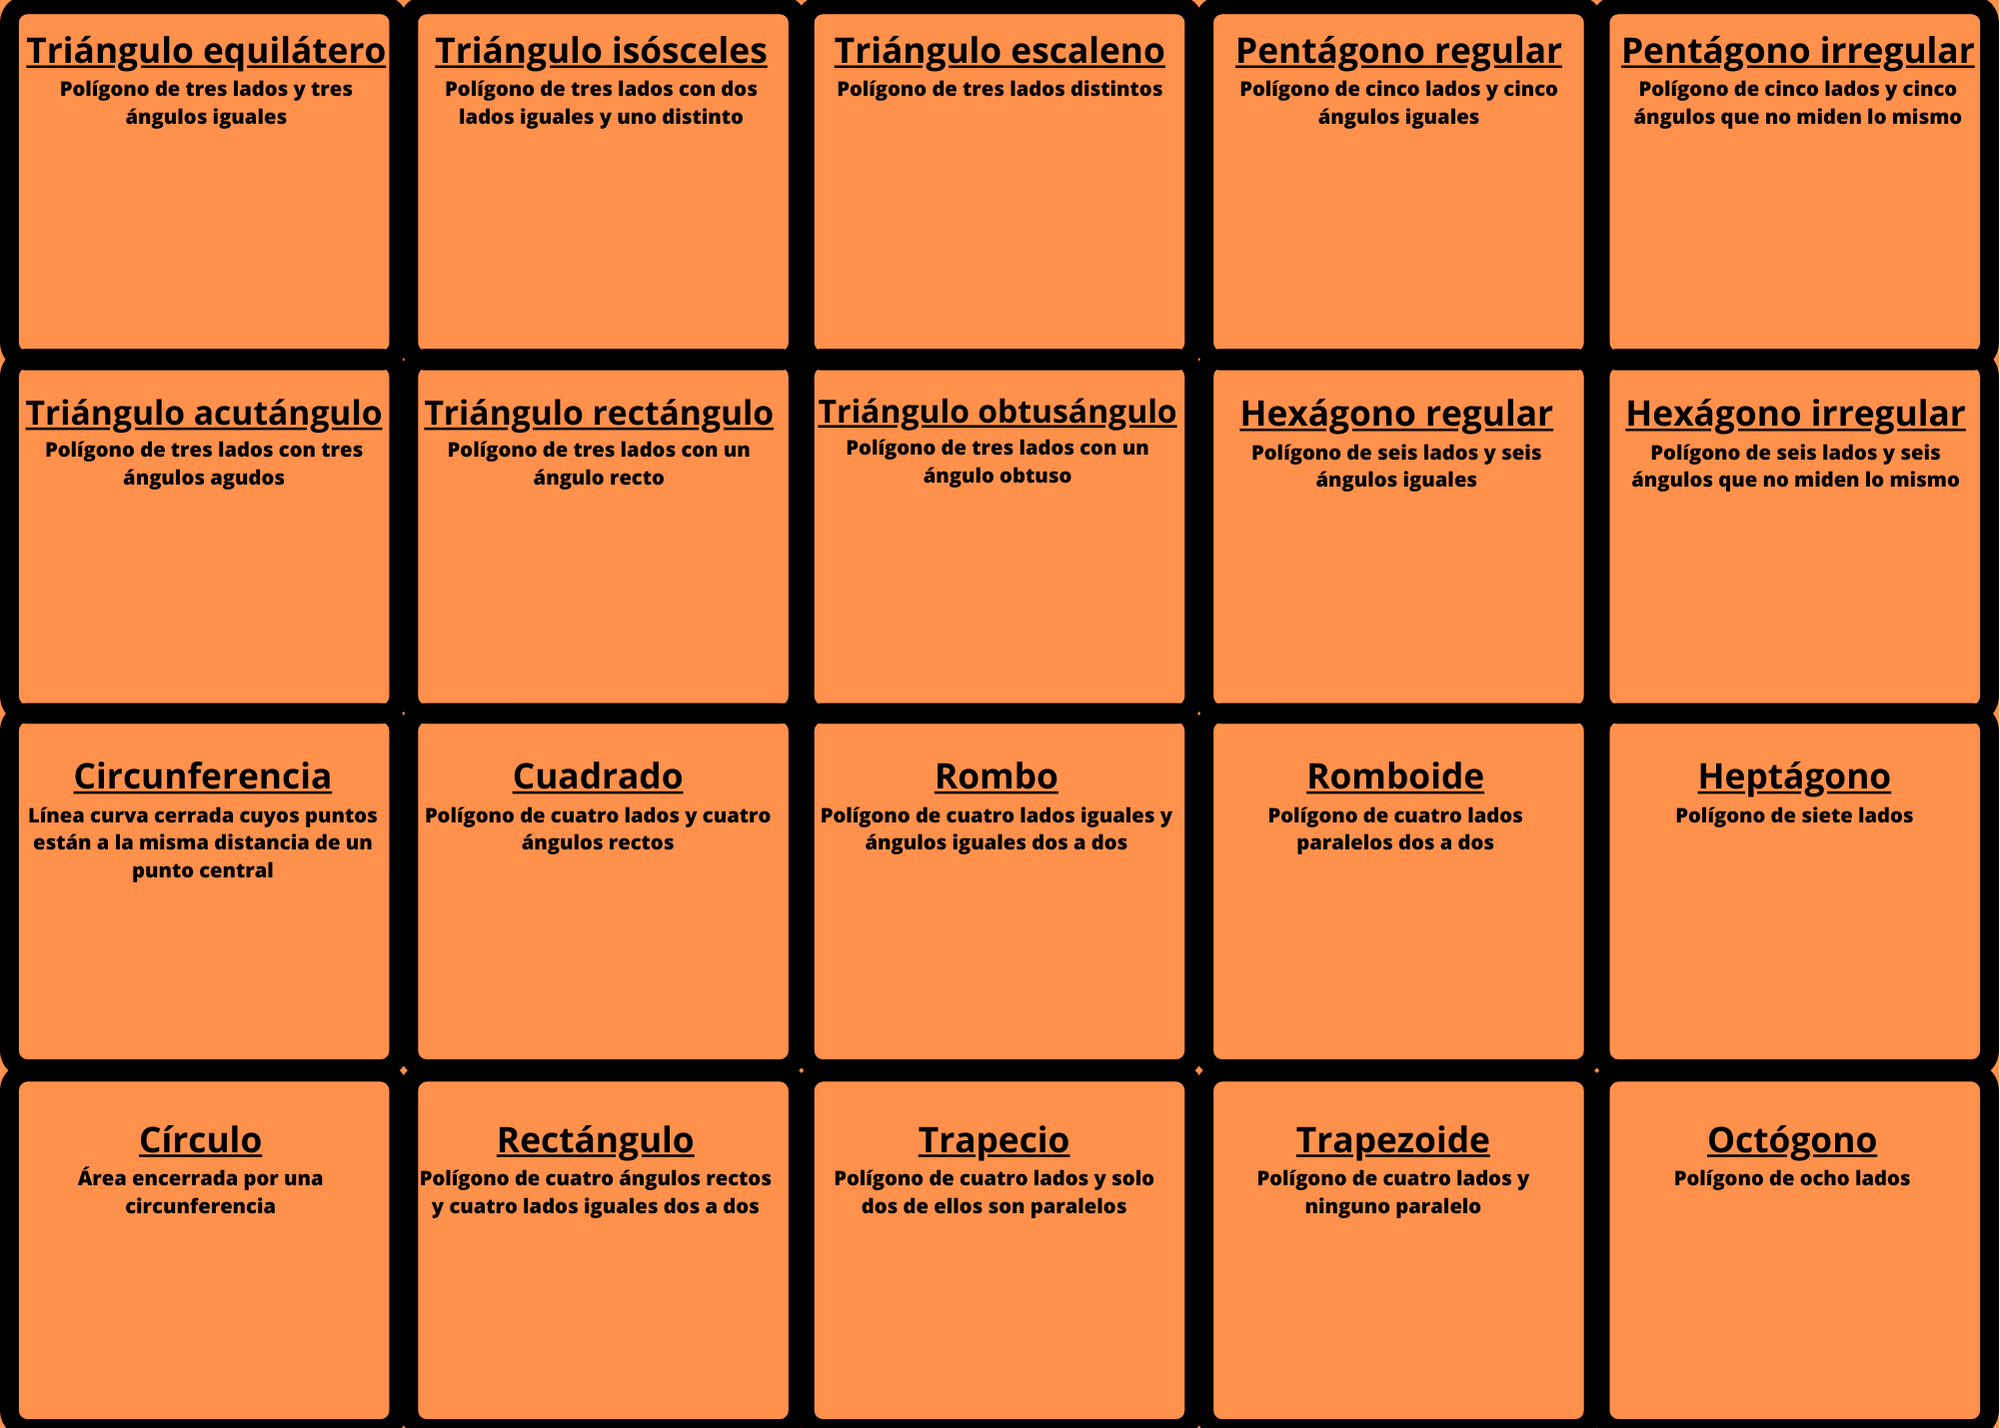 Triángulo equilátero
Polígono de tres lados y tres
ángulos iguales
Triángulo isósceles
Polígono de tres lados con dos
lados iguales y uno distinto
Triángulo escaleno
Polígono de tres lados distintos
Pentágono regular
Polígono de cinco lados y cinco
ángulos iguales
Pentágono irregular
Polígono de cinco lados y cinco
ángulos que no miden lo mismo
Triángulo acutángulo
Polígono de tres lados con tres
ángulos agudos
Triángulo rectángulo
Polígono de tres lados con un
ángulo recto
Triángulo obtusángulo
Polígono de tres lados con un
ángulo obtuso
Hexágono regular
Polígono de seis lados y seis
ángulos iguales
Hexágono irregular
Polígono de seis lados y seis
ángulos que no miden lo mismo
Circunferencia
Línea curva cerrada cuyos puntos
están a la misma distancia de un
punto central
Cuadrado
Polígono de cuatro lados y cuatro
ángulos rectos
Rombo
Polígono de cuatro lados iguales y
ángulos iguales dos a dos
Romboide
Polígono de cuatro lados
paralelos dos a dos
Heptágono
Polígono de siete lados
Círculo
Área encerrada por una
circunferencia
Rectángulo
Polígono de cuatro ángulos rectos
y cuatro lados iguales dos a dos
Trapecio
Polígono de cuatro lados y solo
dos de ellos son paralelos
Trapezoide
Polígono de cuatro lados y
ninguno paralelo
Octógono
Polígono de ocho lados